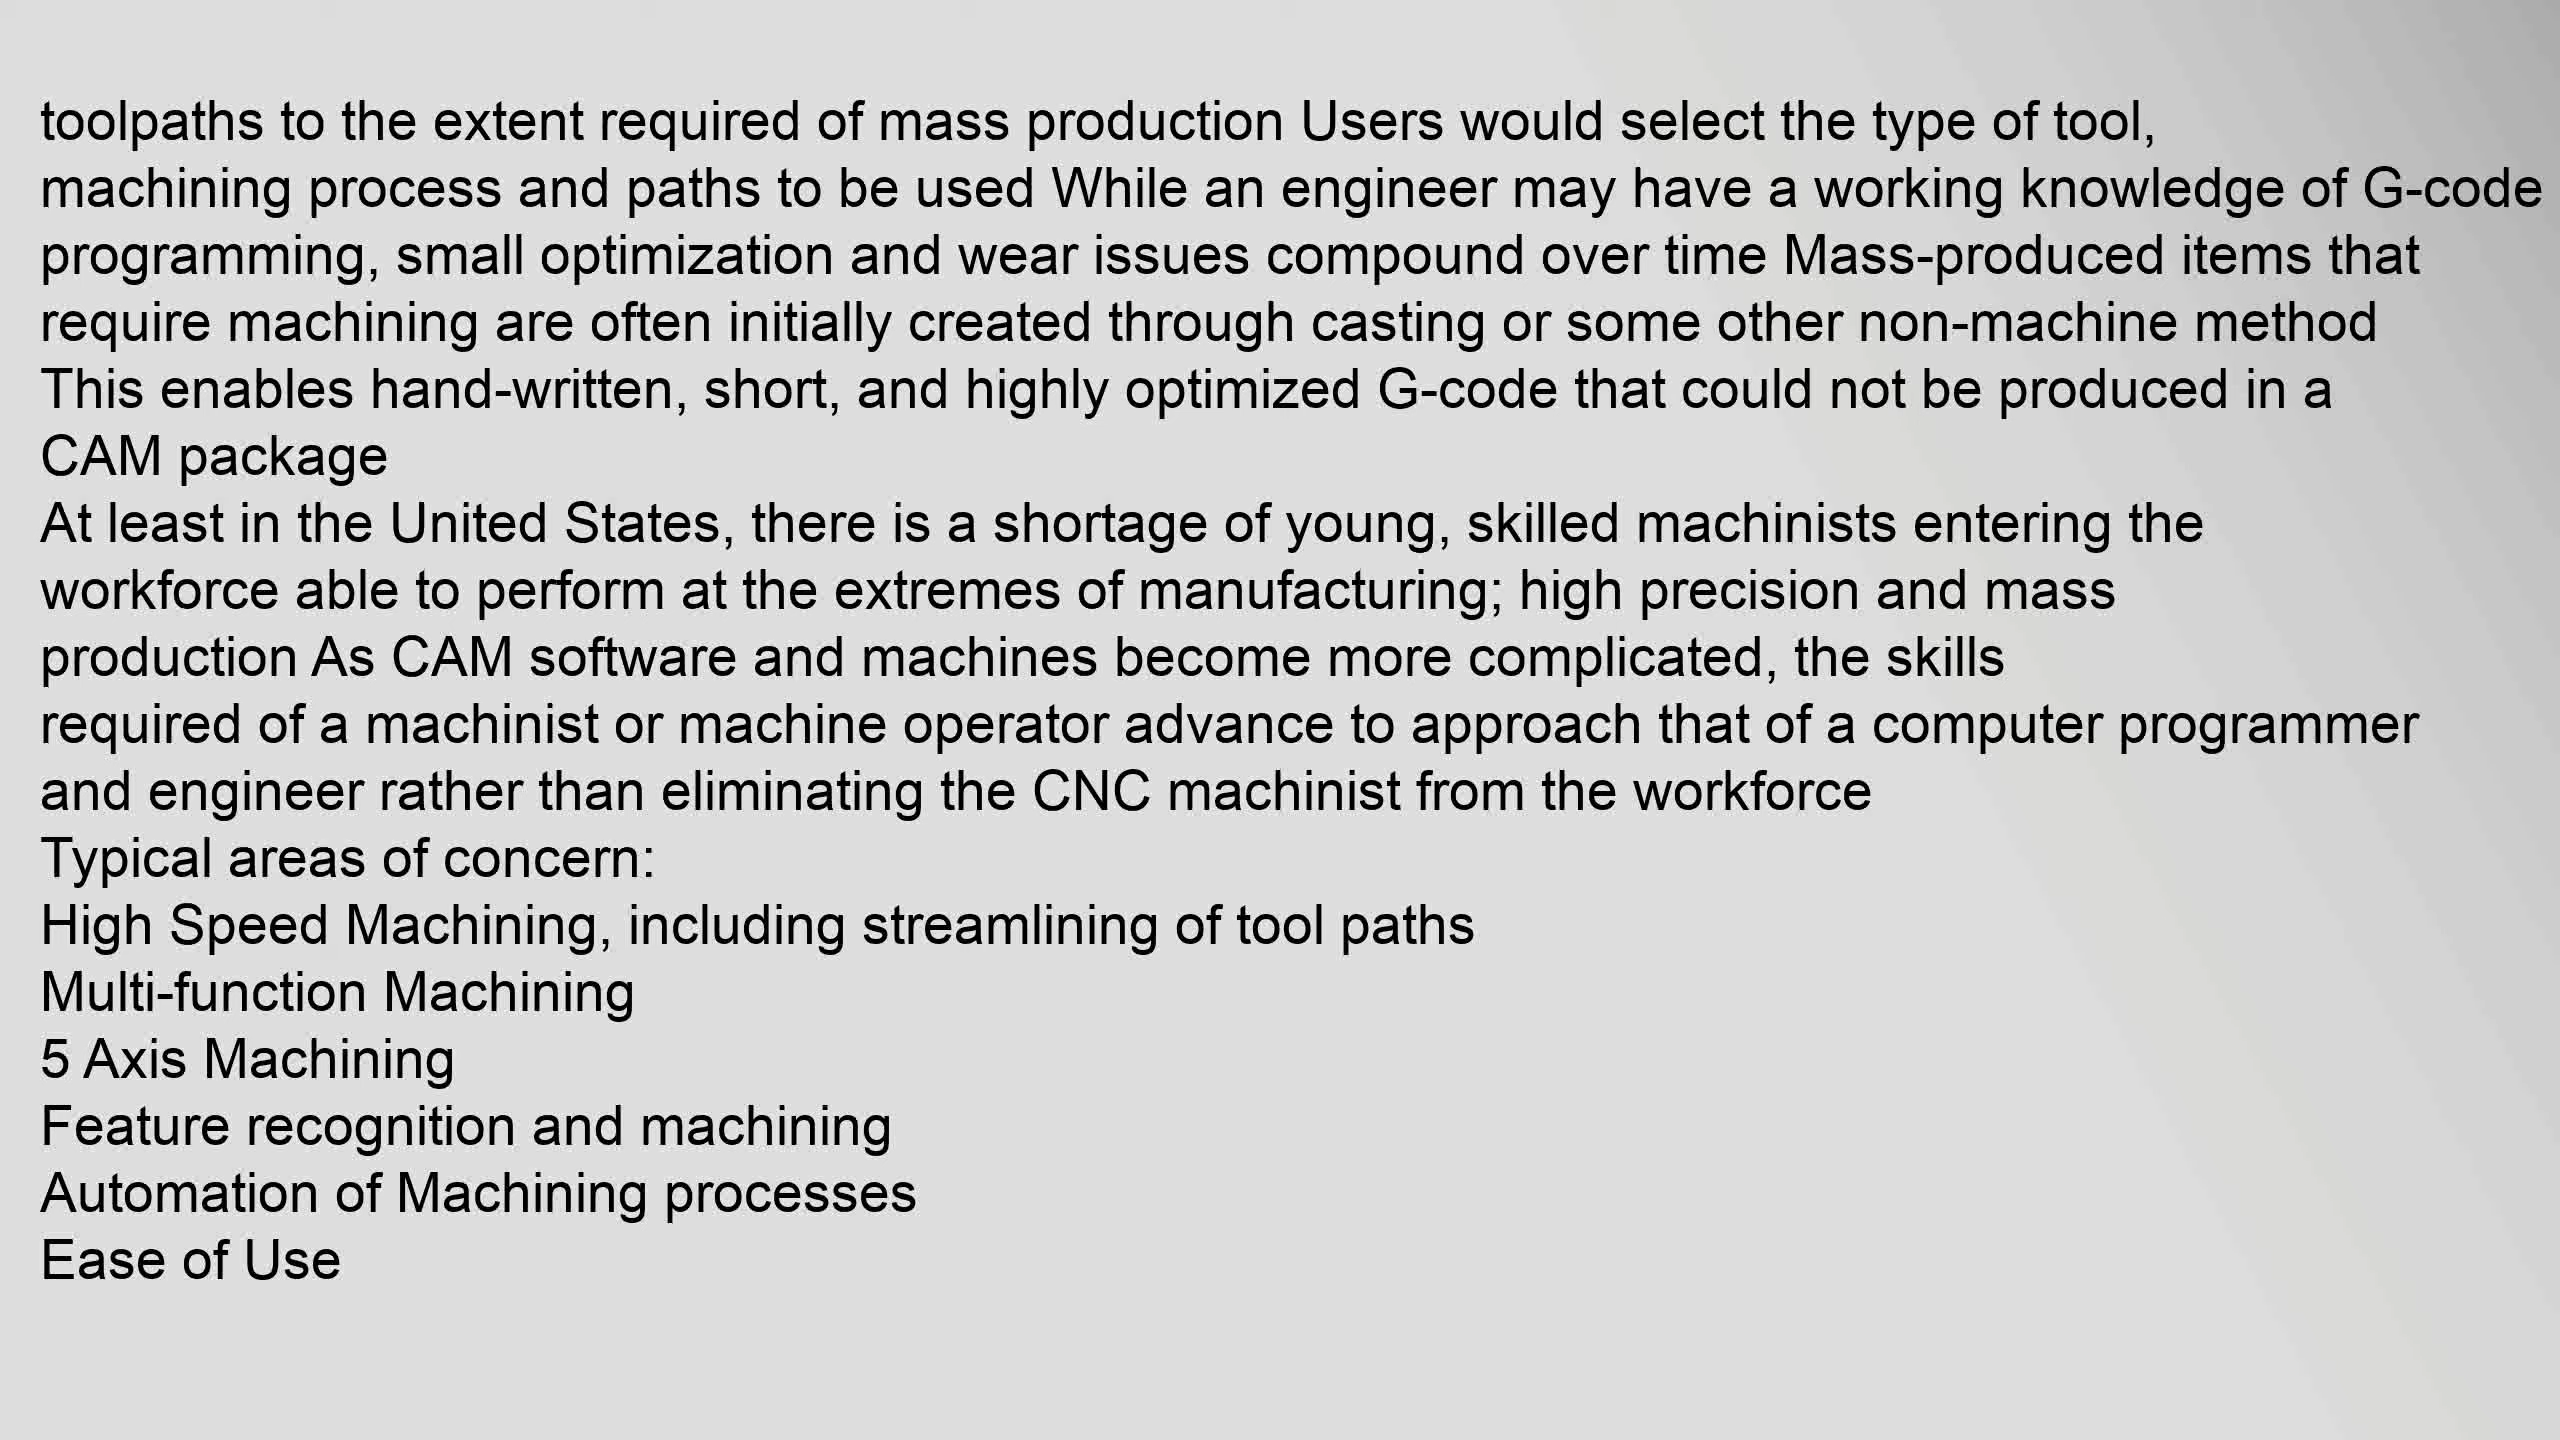 toolpaths to the extent required of mass production Users would select the type of tool,
machining process and paths to be used While an engineer may have a working knowledge of G-code
programming, small optimization and wear issues compound over time Mass-produced items that
require machining are often initially created through casting or some other non-machine method
This enables hand-written, short, and highly optimized G-code that could not be produced in a
CAM package
At least in the United States, there is a shortage of young, skilled machinists entering the
workforce able to perform at the extremes of manufacturing; high precision and mass
production As CAM software and machines become more complicated, the skills
required of a machinist or machine operator advance to approach that of a computer programmer
and engineer rather than eliminating the CNC machinist from the workforce
Typical areas of concern:
High Speed Machining, including streamlining of tool paths
Multi-function Machining
5 Axis Machining
Feature recognition and machining
Automation of Machining processes
Ease of Use